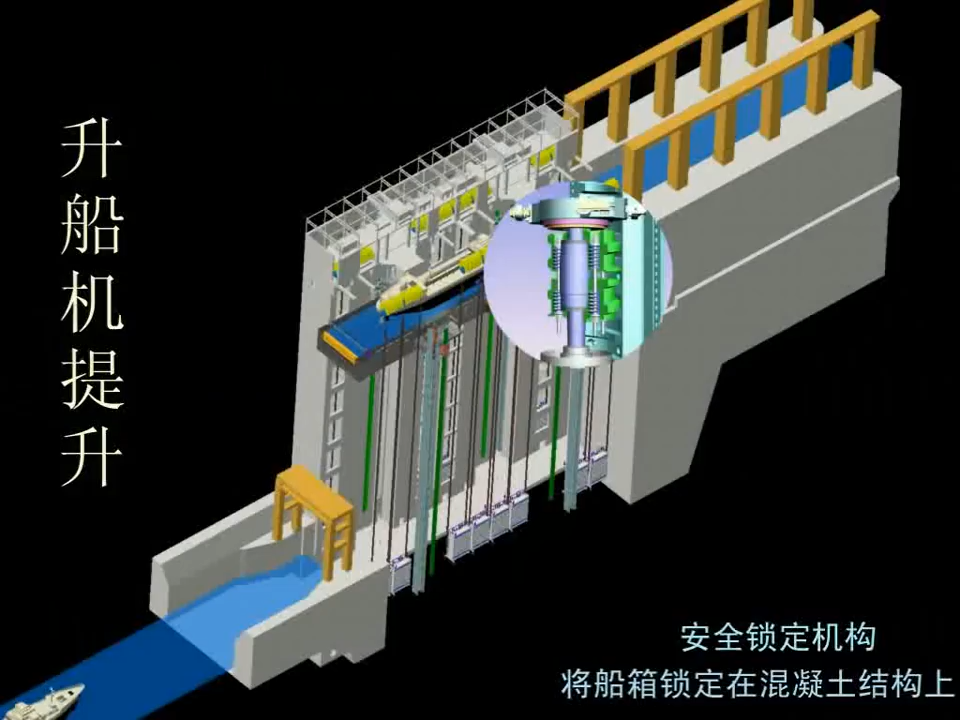 升船机提升
安全锁定机构
将船箱锁定在混凝土结构上